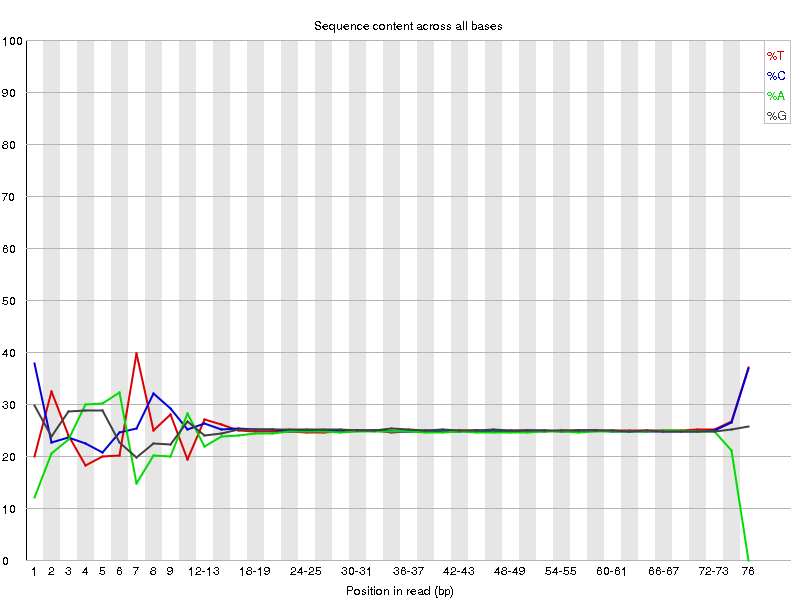 Sequence content across all bases
100
90
80
70
60
50
40
30
20
10
0
%T
%C
%A
%G
1 2 3 4 5 6 7 8 9 12-13 18-19 24-25 30-31 36-37 42-43 48-49 54-55 60-61 66-67 72-73 76
Position in read (bp)